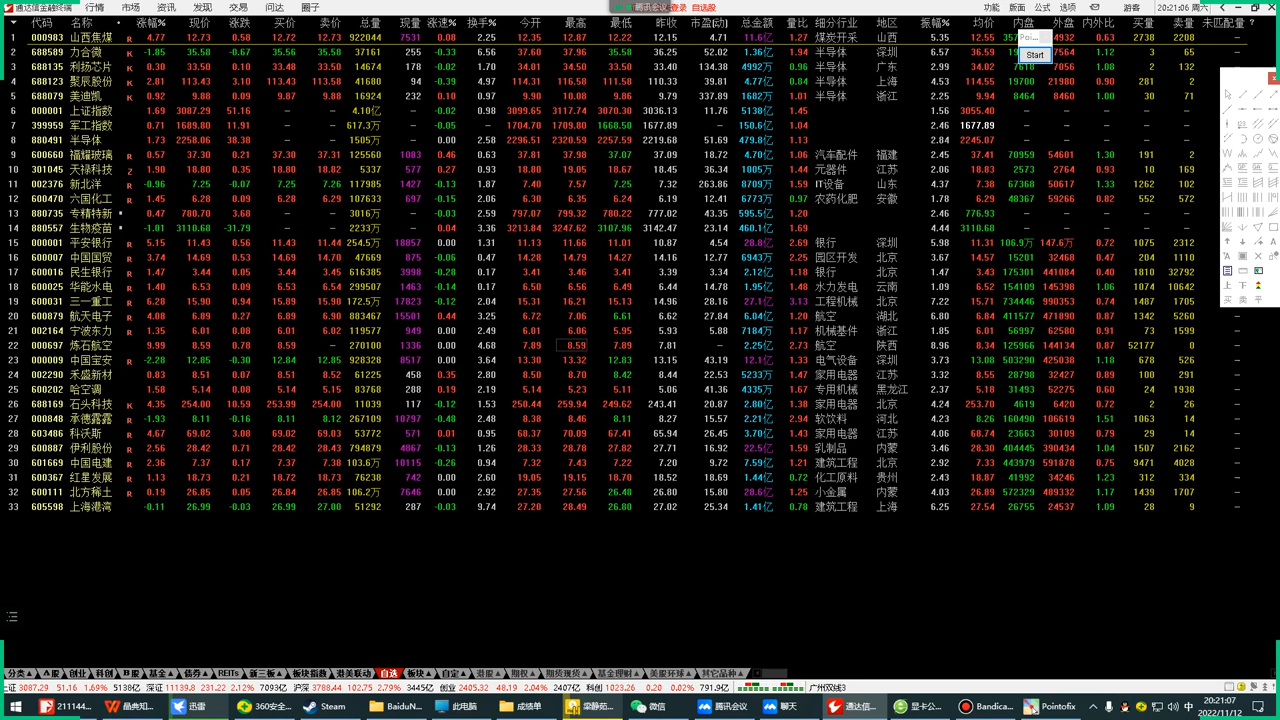 通达信金融终端 行情 市场 资讯 发现 交易 问达 圈子 腾讯会议 登录 自选股 功能 版面 公式 选项 游客 20:21:06 周六
代码 名称 涨幅% 现价 涨跌 买价 卖价 总量 现量 涨速% 换手% 今开 最高 最低 昨收 市盈(动) 总金额 量比 细分行业 地区 振幅% 均价 内盘 外盘 内外比 买量 卖量 未匹配量 ?
1 000983 山西焦煤 R 4.77 12.73 0.58 12.72 12.73 922044 7531 0.08 2.25 12.35 12.87 12.22 12.15 4.71 11.6亿 1.27 煤炭开采 山西 5.35 12.55 4932 0.63 2738 2208 —
Poi...
Start
2 688589 力合微 K -1.85 35.58 -0.67 35.56 35.58 37161 255 -0.33 6.55 36.59 37.96 35.58 36.25 52.02 1.36亿 1.94 半导体 深圳 6.57 36.59 1.12 3 65 —
3 688135 利扬芯片 K 0.30 33.50 0.10 33.48 33.50 14674 178 -0.02 1.77 34.01 34.50 33.50 33.40 134.38 4992万 0.96 半导体 广东 2.99 34.02 7618 7056 1.08 2 132 —
4 688123 聚辰股份 K 2.81 113.43 3.10 113.43 41680 94 -0.39 4.97 114.31 116.58 111.58 110.33 39.81 4.77亿 0.84 半导体 上海 4.53 114.55 19700 21980 0.90 281 2 —
5 688079 美迪凯 K 0.92 9.88 0.09 9.87 9.88 16924 232 0.10 0.97 9.90 10.08 9.86 9.79 337.89 1682万 1.01 半导体 浙江 2.25 9.94 8464 8460 1.00 30 71 —
6 000001 上证指数 1.69 3087.29 51.16 — — 4.10亿 — -0.02 1.08 3099.65 3117.74 3070.30 3036.13 11.76 5138亿 1.45 1.56 3055.40 —
7 399959 军工指数 0.71 1689.80 11.91 — — 617.3万 — -0.05 — 1704.70 1709.80 1668.50 1677.89 — 150.6亿 1.04 2.46 1677.89 —
8 880491 半导体 1.73 2258.06 38.38 — — 1505万 — 0.00 2.58 2296.51 2320.59 2257.59 2219.68 51.69 479.8亿 1.13 2.84 2245.07 —
9 600660 福耀玻璃 R 0.57 37.30 0.21 37.30 37.31 125560 1083 0.46 0.63 37.81 37.98 37.07 37.09 18.72 4.70亿 1.06 汽车配件 福建 2.45 37.41 70959 54601 1.30 191 2 —
10 301045 天禄科技 Z 1.90 18.80 0.35 18.80 18.82 5337 577 0.27 0.93 18.80 19.05 18.67 18.45 36.34 1005万 1.44 元器件 江苏 2.06 18.83 2573 2764 0.93 10 169 —
11 002376 新北洋 R -0.96 7.25 -0.07 7.25 7.26 117985 1427 -0.13 1.87 7.40 7.57 7.25 7.32 263.86 8709万 1.59 IT设备 山东 4.37 7.38 67368 50617 1.33 1262 102 —
12 600470 六国化工 R 1.45 6.28 0.09 6.28 6.29 107633 697 -0.15 2.08 6.30 6.35 6.24 6.19 12.41 6773万 0.97 农药化肥 安徽 1.78 6.29 48367 59266 0.82 552 572 —
13 880735 专精特新 0.47 780.70 3.68 — — 3016万 — -0.03 2.59 797.07 799.32 780.22 777.02 43.35 595.5亿 1.20 2.46 776.93 —
14 880557 生物疫苗 -1.01 3110.68 -31.79 — — 2233万 — 0.04 3.36 3213.84 3247.62 3107.96 3142.47 23.14 460.1亿 1.69 4.44 3110.68 —
15 000001 平安银行 R 5.15 11.43 0.56 11.43 11.44 254.5万 18857 0.00 1.31 11.13 11.66 11.01 10.87 4.54 28.8亿 2.69 银行 深圳 5.98 11.31 106.9万 147.6万 0.72 1075 2312 —
16 600007 中国国贸 R 3.74 14.69 0.53 14.69 14.70 47669 875 -0.06 0.47 14.28 14.79 14.27 14.16 12.77 6943万 2.25 园区开发 北京 3.67 14.57 15201 32468 0.47 204 1110 —
17 600016 民生银行 R 1.47 3.44 0.05 3.44 3.45 616385 3998 -0.28 0.17 3.41 3.46 3.41 3.39 3.34 2.12亿 1.18 银行 北京 1.47 3.43 175301 441084 0.40 1810 32792 —
18 600025 华能水电 R 1.40 6.53 0.09 6.53 6.54 299507 1463 -0.14 0.17 6.51 6.56 6.49 6.44 14.78 1.95亿 1.48 水力发电 云南 1.09 6.52 154109 145398 1.06 1074 10642 —
19 600031 三一重工 R 6.28 15.90 0.94 15.89 15.90 172.5万 17823 -0.12 2.04 15.31 16.21 15.13 14.96 28.16 27.1亿 3.13 工程机械 北京 7.22 15.71 734446 990353 0.74 1487 1705 —
20 600879 航天电子 R 4.08 6.89 0.27 6.89 6.90 883467 15501 0.44 3.25 6.72 7.06 6.61 6.62 27.84 6.04亿 1.20 航空 湖北 6.80 6.84 411577 471890 0.87 1342 5260 —
21 002164 宁波东力 R 1.35 6.01 0.08 6.01 6.02 119577 949 0.00 2.49 6.01 6.06 5.95 5.93 5.88 7184万 1.17 机械基件 浙江 1.85 6.01 56997 62580 0.91 73 1599 —
22 000697 炼石航空 9.99 8.59 0.78 8.59 — 270100 1336 0.00 4.68 7.89 8.59 7.89 7.81 — 2.25亿 2.73 航空 陕西 8.96 8.34 125966 144134 0.87 52177 0 —
23 000009 中国宝安 R -2.28 12.85 -0.30 12.84 12.85 928328 8517 0.00 3.64 13.30 13.32 12.83 13.15 43.19 12.1亿 1.33 电气设备 深圳 3.73 13.08 503290 425038 1.18 678 526 —
24 002290 禾盛新材 R 0.83 8.51 0.07 8.51 8.52 61225 458 0.35 2.80 8.50 8.70 8.42 8.44 22.53 5233万 1.47 家用电器 江苏 3.32 8.55 28798 32427 0.89 100 291 —
25 600202 哈空调 R 1.58 5.14 0.08 5.14 5.15 83768 288 0.19 2.19 5.14 5.23 5.11 5.06 41.36 4335万 1.67 专用机械 黑龙江 2.37 5.18 31493 52275 0.60 24 1938 —
26 688169 石头科技 K 4.35 254.00 10.59 253.99 254.00 11039 117 -0.12 1.53 250.44 259.94 249.62 243.41 20.87 2.80亿 1.38 家用电器 北京 4.24 253.70 4619 6420 0.72 2 26 —
27 000848 承德露露 R -1.93 8.11 -0.16 8.11 8.12 267109 10797 -0.48 2.48 8.38 8.46 8.11 8.27 15.57 2.21亿 2.94 软饮料 河北 4.23 8.26 160490 106619 1.51 1063 14 —
28 603486 科沃斯 R 4.67 69.02 3.08 69.02 69.03 53772 571 0.01 0.95 68.37 70.09 67.41 65.94 26.45 3.70亿 1.43 家用电器 江苏 4.06 68.74 23663 30109 0.79 29 14 —
29 600887 伊利股份 R 2.56 28.42 0.71 28.42 28.43 794879 4867 -0.13 1.26 28.33 28.78 27.82 27.71 16.92 22.5亿 1.59 乳制品 内蒙 3.46 28.30 404445 390434 1.04 1507 2162 —
30 601669 中国电建 R 2.36 7.37 0.17 7.37 7.38 103.6万 10115 -0.26 0.94 7.32 7.43 7.22 7.20 9.72 7.59亿 1.21 建筑工程 北京 2.92 7.33 443979 591878 0.75 9471 4028 —
31 600367 红星发展 R 1.13 18.73 0.21 18.72 18.73 76238 742 0.00 2.60 19.05 19.15 18.70 18.52 18.69 1.44亿 0.72 化工原料 贵州 2.43 18.87 41992 34246 1.23 312 334 —
32 600111 北方稀土 R 0.19 26.85 0.05 26.84 26.85 106.2万 7646 0.00 2.92 27.35 27.56 26.48 26.80 15.80 28.6亿 1.25 小金属 内蒙 4.03 26.89 572329 489332 1.17 1439 1707 —
33 605598 上海港湾 -0.11 26.99 -0.03 26.99 27.00 51292 287 -0.03 9.74 27.20 28.49 26.80 27.02 25.34 1.41亿 0.78 建筑工程 上海 6.25 27.54 26755 24537 1.09 28 9 —
上 下
买 卖 平
分类▲ A股 创业 科创 B股 基金▲ 债券▲ REITs 新三板▲ 板块指数 港美联动 自选 板块▲ 自定▲ 港股▲ 期权▲ 期货现货▲ 基金理财▲ 美股环球▲ 其它品种▲
上证 3087.29 51.16 1.69% 5138亿 深证 11139.8 231.22 2.12% 7093亿 沪深 3788.44 102.75 2.79% 3445亿 创业 2405.32 48.19 2.04% 2407亿 科创 1023.26 0.20 0.02% 791.9亿 广州双线3
211144... 酷典知... 迅雷 360安全... Steam BaiduN... 此电脑 成绩单 梁静茹... 微信 腾讯会议 聊天 通达信... 显卡公... Bandica... Pointofix 中 20:21:07
2022/11/12